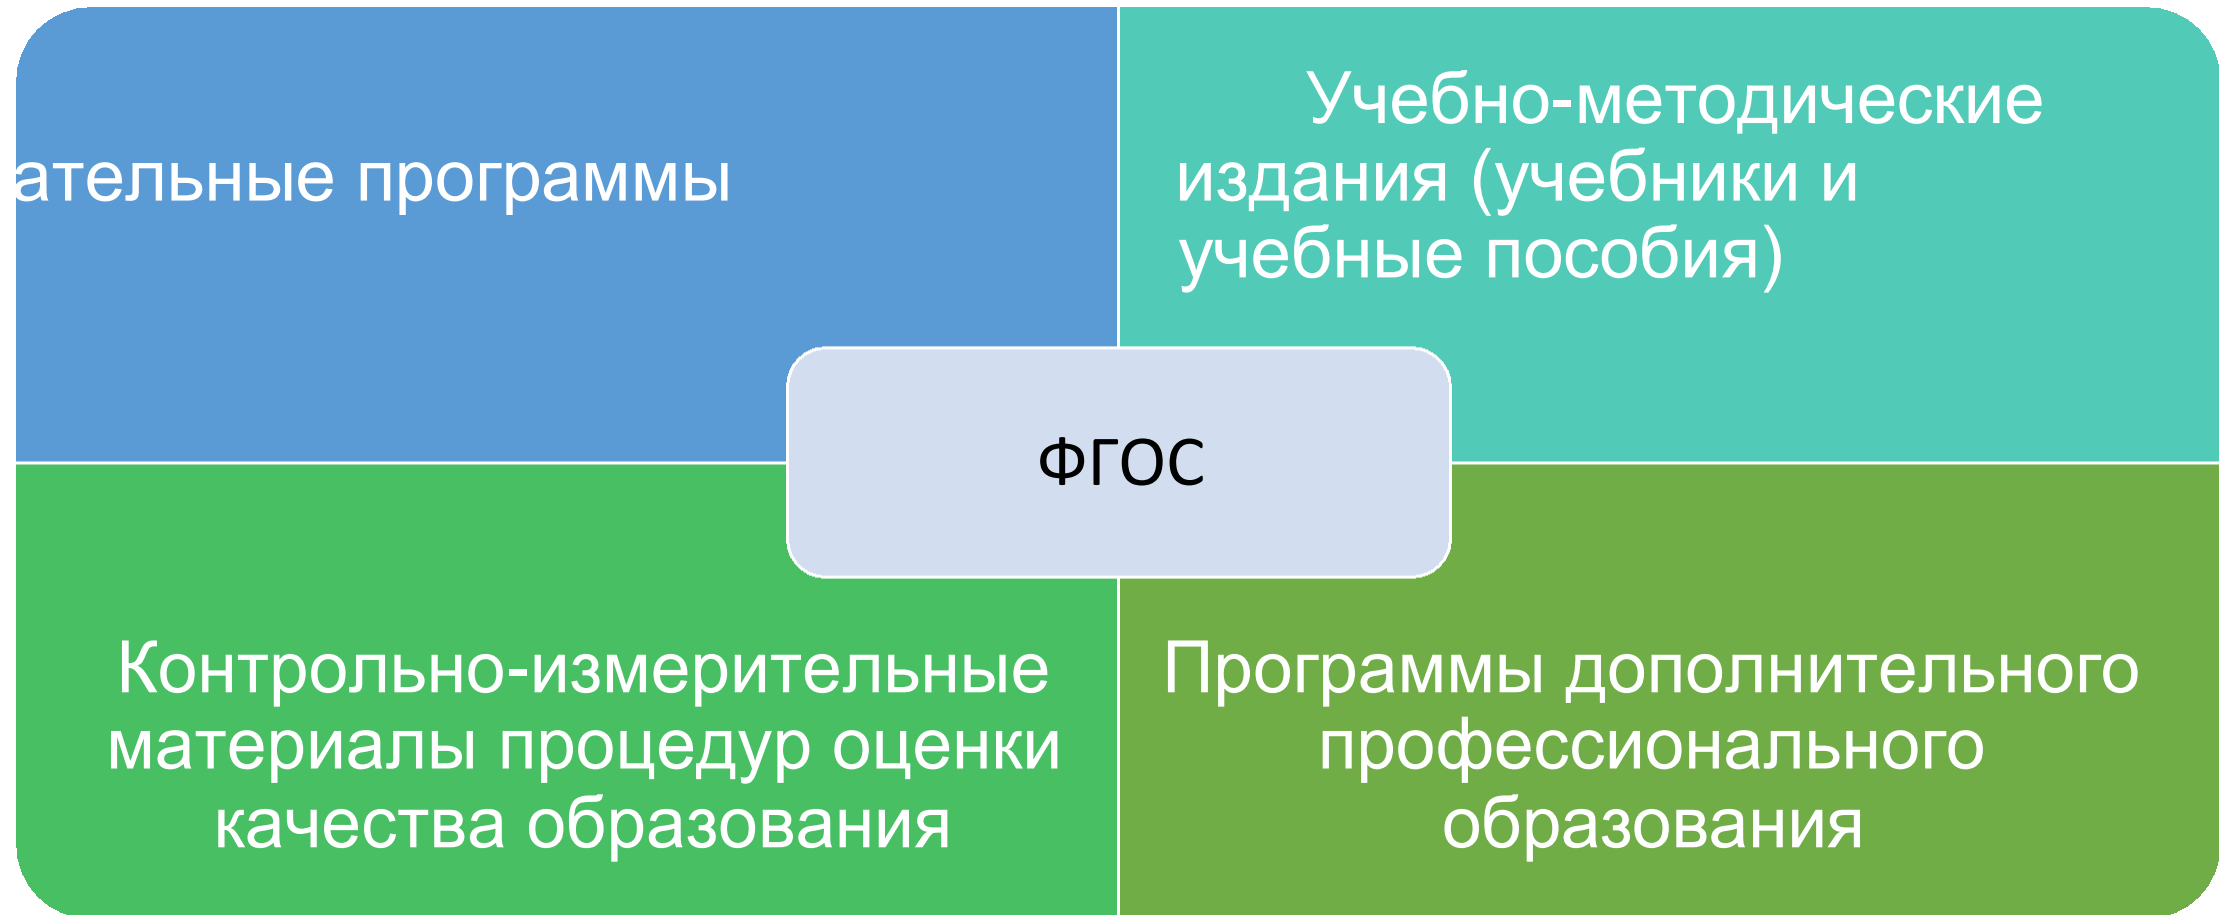 программы
Учебно-методические
издания (учебники и
учебные пособия)
ФГОС
Контрольно-измерительные
материалы процедур оценки
качества образования
Программы дополнительного
профессионального
образования